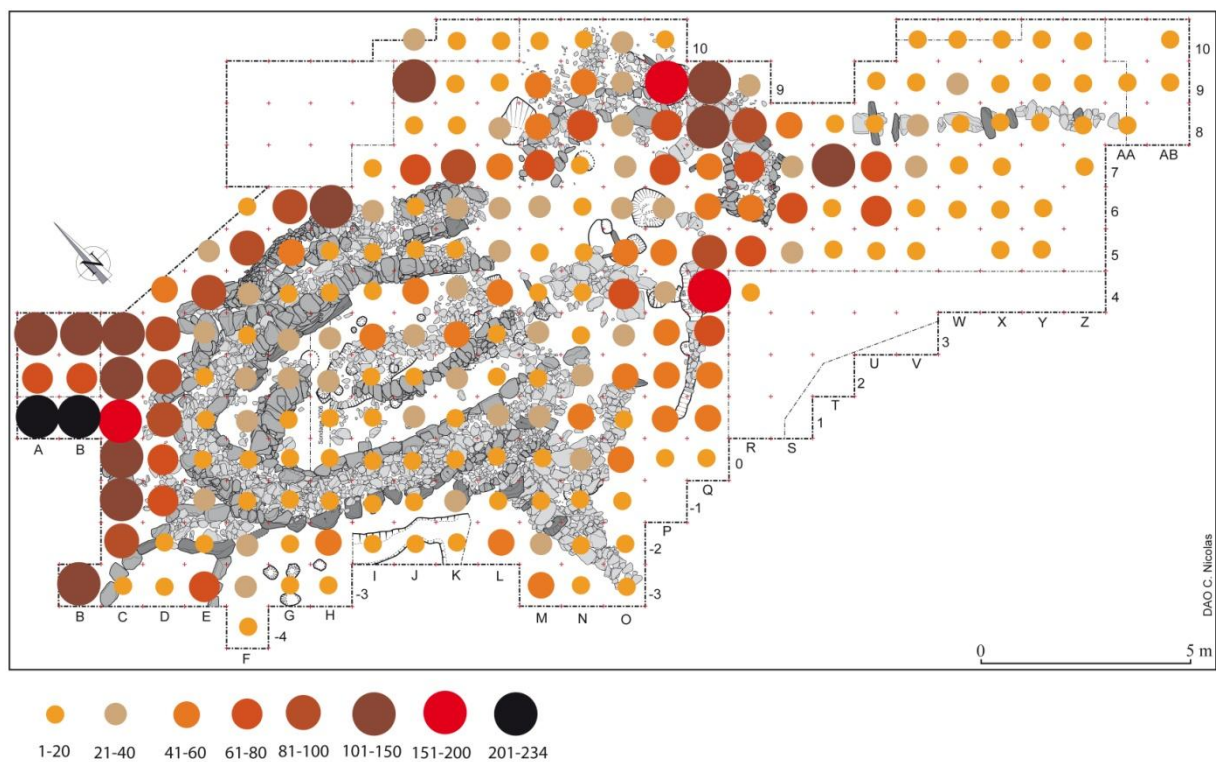 10
10
9
9
8
AA
AB
7
6
5
4
W
X
Y
Z
3
U
V
2
T
1
A
B
R
S
0
Q
-1
P
-2
I
J
K
L
-3
-3
B
C
D
E
G
H
M
N
O
F
-4
N
DAO C. Nicolas
0
5 m
1-20
21-40
41-60
61-80
81-100
101-150
151-200
201-234